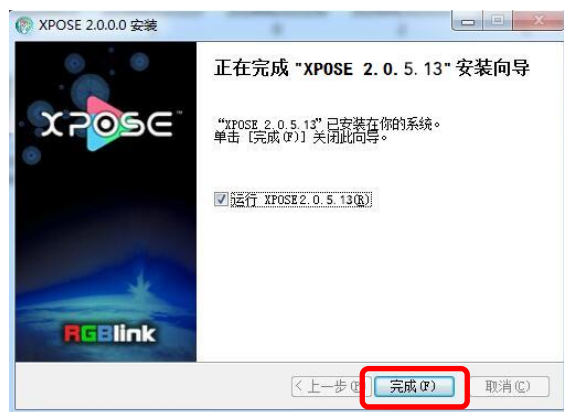 XPOSE 2.0.0.0 安装
正在完成 "XPOSE 2.0.5.13" 安装向导
XPOSE™
“XPOSE 2.0.5.13”已安装在你的系统。
单击 [完成(F)] 关闭此向导。
运行 XPOSE2.0.5.13(R)
RGBlink
< 上一步(P)
完成(F)
取消(C)